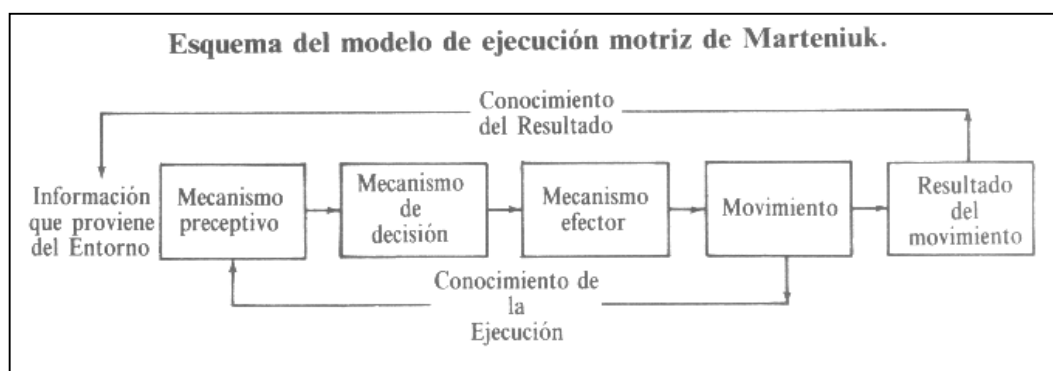 Esquema del modelo de ejecución motriz de Marteniuk.
Conocimiento
del Resultado
Información
que proviene
del Entorno
Mecanismo
preceptivo
Mecanismo
de
decisión
Mecanismo
efector
Movimiento
Resultado
del
movimiento
Conocimiento de
la
Ejecución